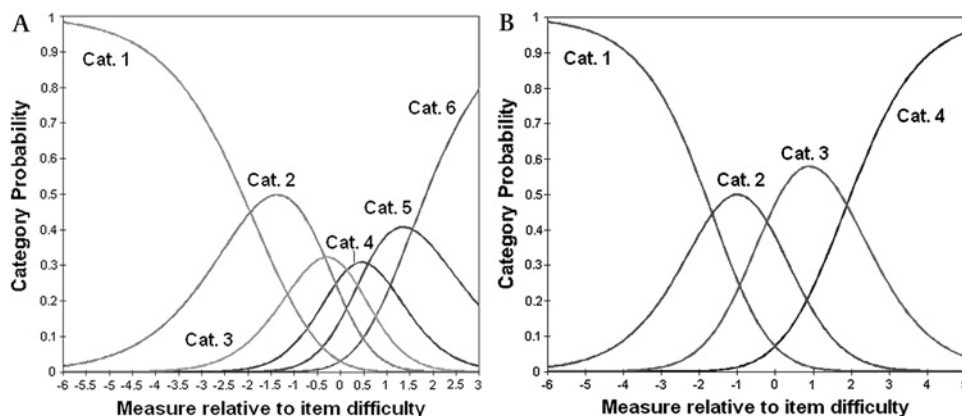 A
Category Probability
1
0.9
0.8
0.7
0.6
0.5
0.4
0.3
0.2
0.1
0
Cat. 1
Cat. 2
Cat. 3
Cat. 4
Cat. 5
Cat. 6
-6 -5.5 -5 -4.5 -4 -3.5 -3 -2.5 -2 -1.5 -1 -0.5 0 0.5 1 1.5 2 2.5 3
Measure relative to item difficulty
B
Category Probability
1
0.9
0.8
0.7
0.6
0.5
0.4
0.3
0.2
0.1
0
Cat. 1
Cat. 2
Cat. 3
Cat. 4
-6 -5 -4 -3 -2 -1 0 1 2 3 4 5
Measure relative to item difficulty